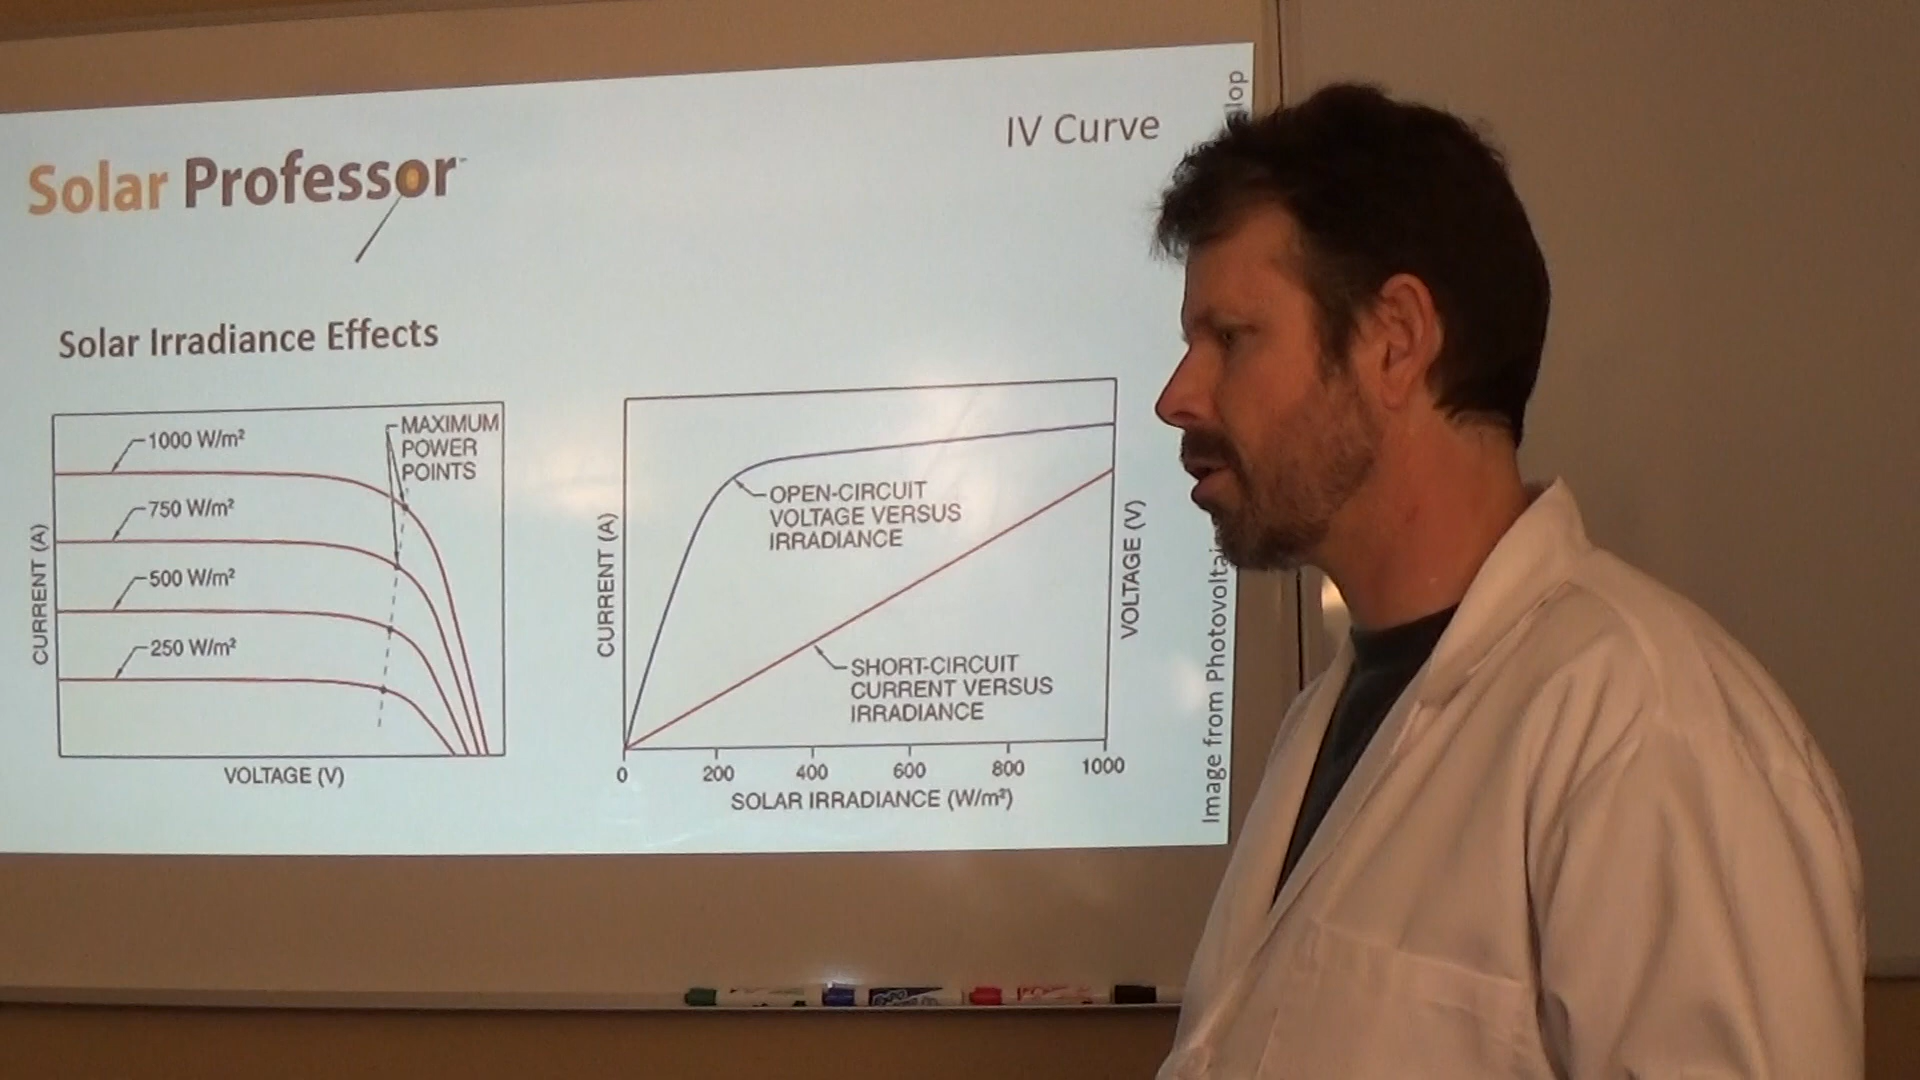 IV Curve
Solar Professor
Solar Irradiance Effects
1000 W/m²
750 W/m²
500 W/m²
250 W/m²
MAXIMUM
POWER
POINTS
CURRENT (A)
VOLTAGE (V)
OPEN-CIRCUIT
VOLTAGE VERSUS
IRRADIANCE
SHORT-CIRCUIT
CURRENT VERSUS
IRRADIANCE
CURRENT (A)
VOLTAGE (V)
0 200 400 600 800 1000
SOLAR IRRADIANCE (W/m²)
Image from Photovoltai